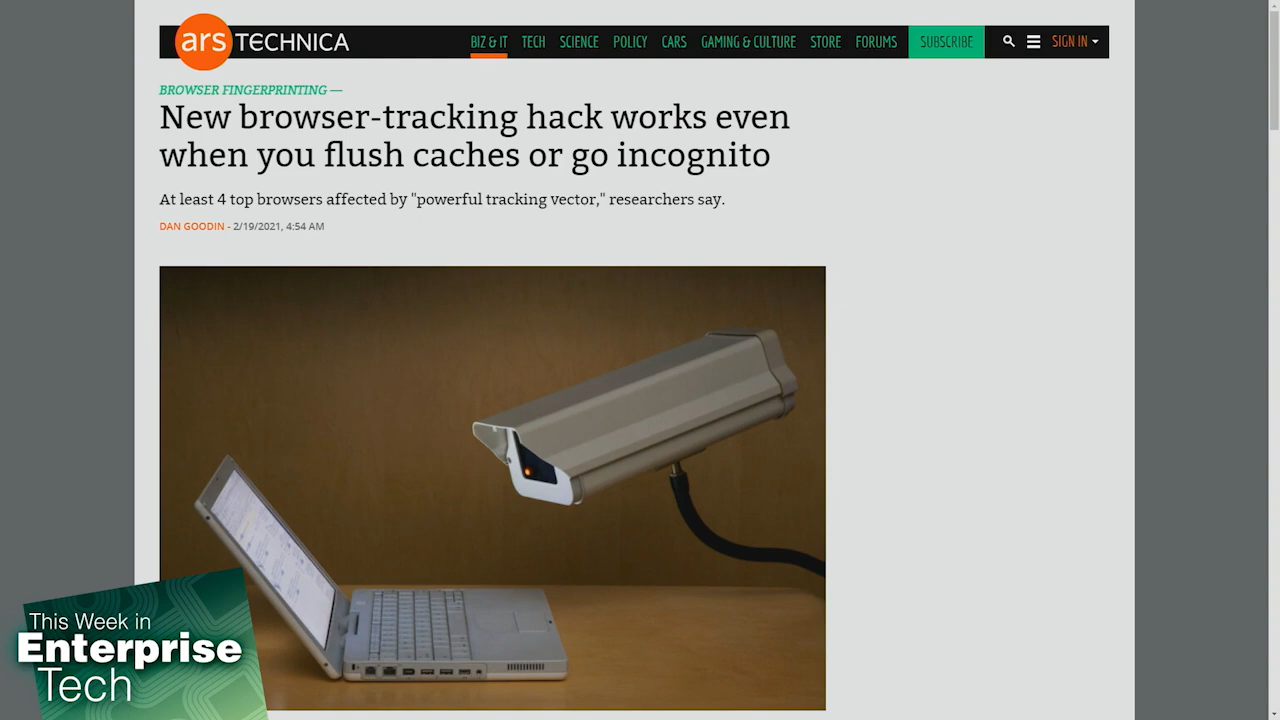 ars TECHNICA
BIZ & IT TECH SCIENCE POLICY CARS GAMING & CULTURE STORE FORUMS SUBSCRIBE SIGN IN
BROWSER FINGERPRINTING —
New browser-tracking hack works even
when you flush caches or go incognito
At least 4 top browsers affected by "powerful tracking vector," researchers say.
DAN GOODIN - 2/19/2021, 4:54 AM
This Week in
Enterprise
Tech